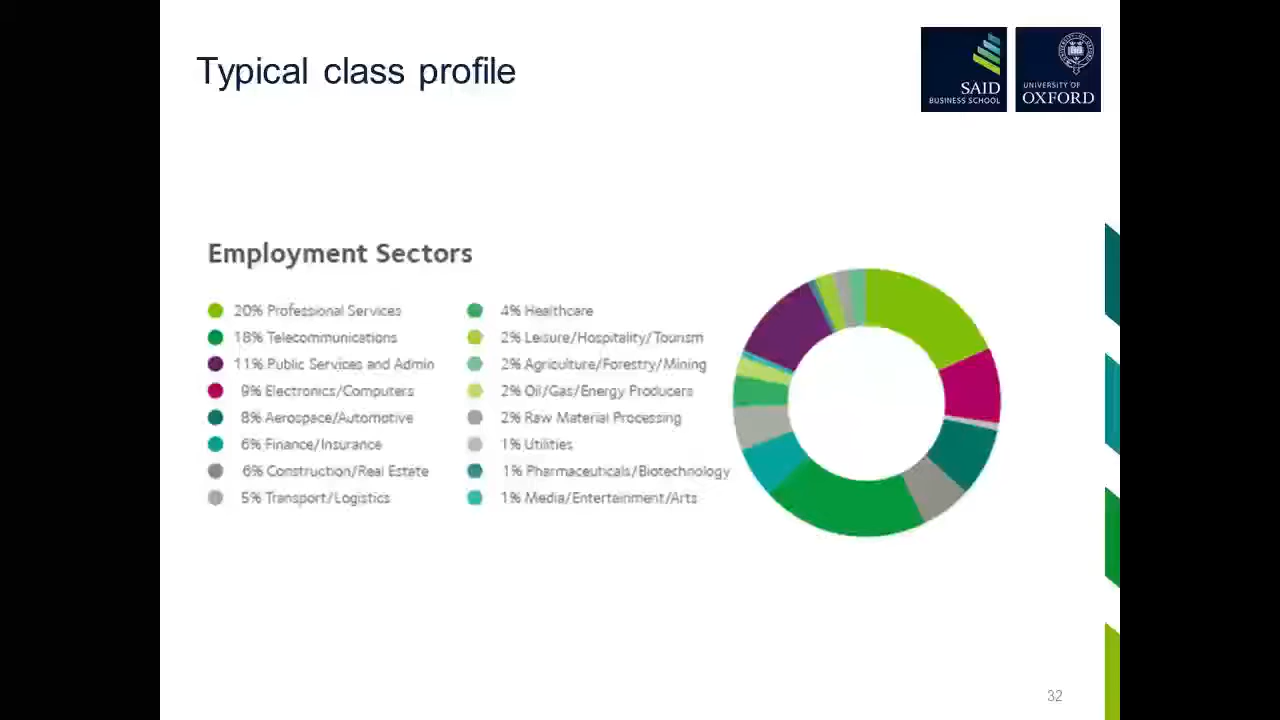 Typical class profile
SAID
BUSINESS SCHOOL
UNIVERSITY OF
OXFORD
Employment Sectors
20% Professional Services
18% Telecommunications
11% Public Services and Admin
9% Electronics/Computers
8% Aerospace/Automotive
6% Finance/Insurance
6% Construction/Real Estate
5% Transport/Logistics
4% Healthcare
2% Leisure/Hospitality/Tourism
2% Agriculture/Forestry/Mining
2% Oil/Gas/Energy Producers
2% Raw Material Processing
1% Utilities
1% Pharmaceuticals/Biotechnology
1% Media/Entertainment/Arts
32